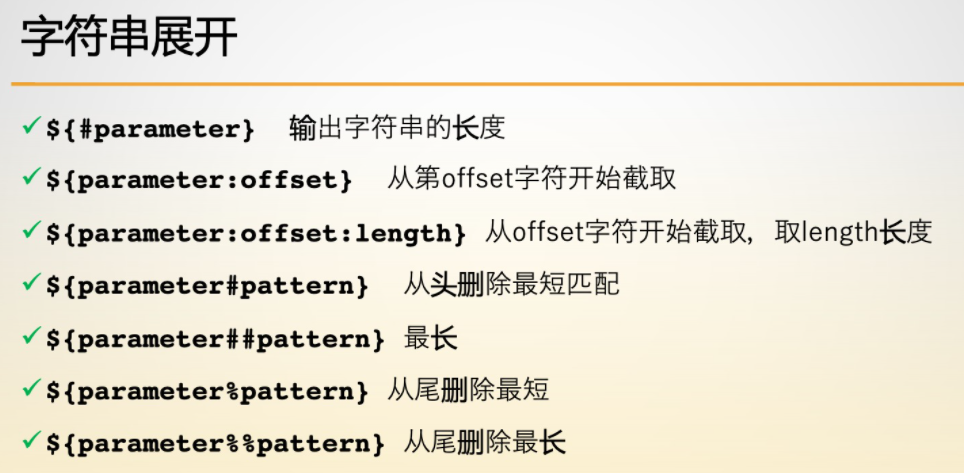 字符串展开
✓${#parameter} 输出字符串的长度
✓${parameter:offset} 从第offset字符开始截取
✓${parameter:offset:length} 从offset字符开始截取，取length长度
✓${parameter#pattern} 从头删除最短匹配
✓${parameter##pattern} 最长
✓${parameter%pattern} 从尾删除最短
✓${parameter%%pattern} 从尾删除最长